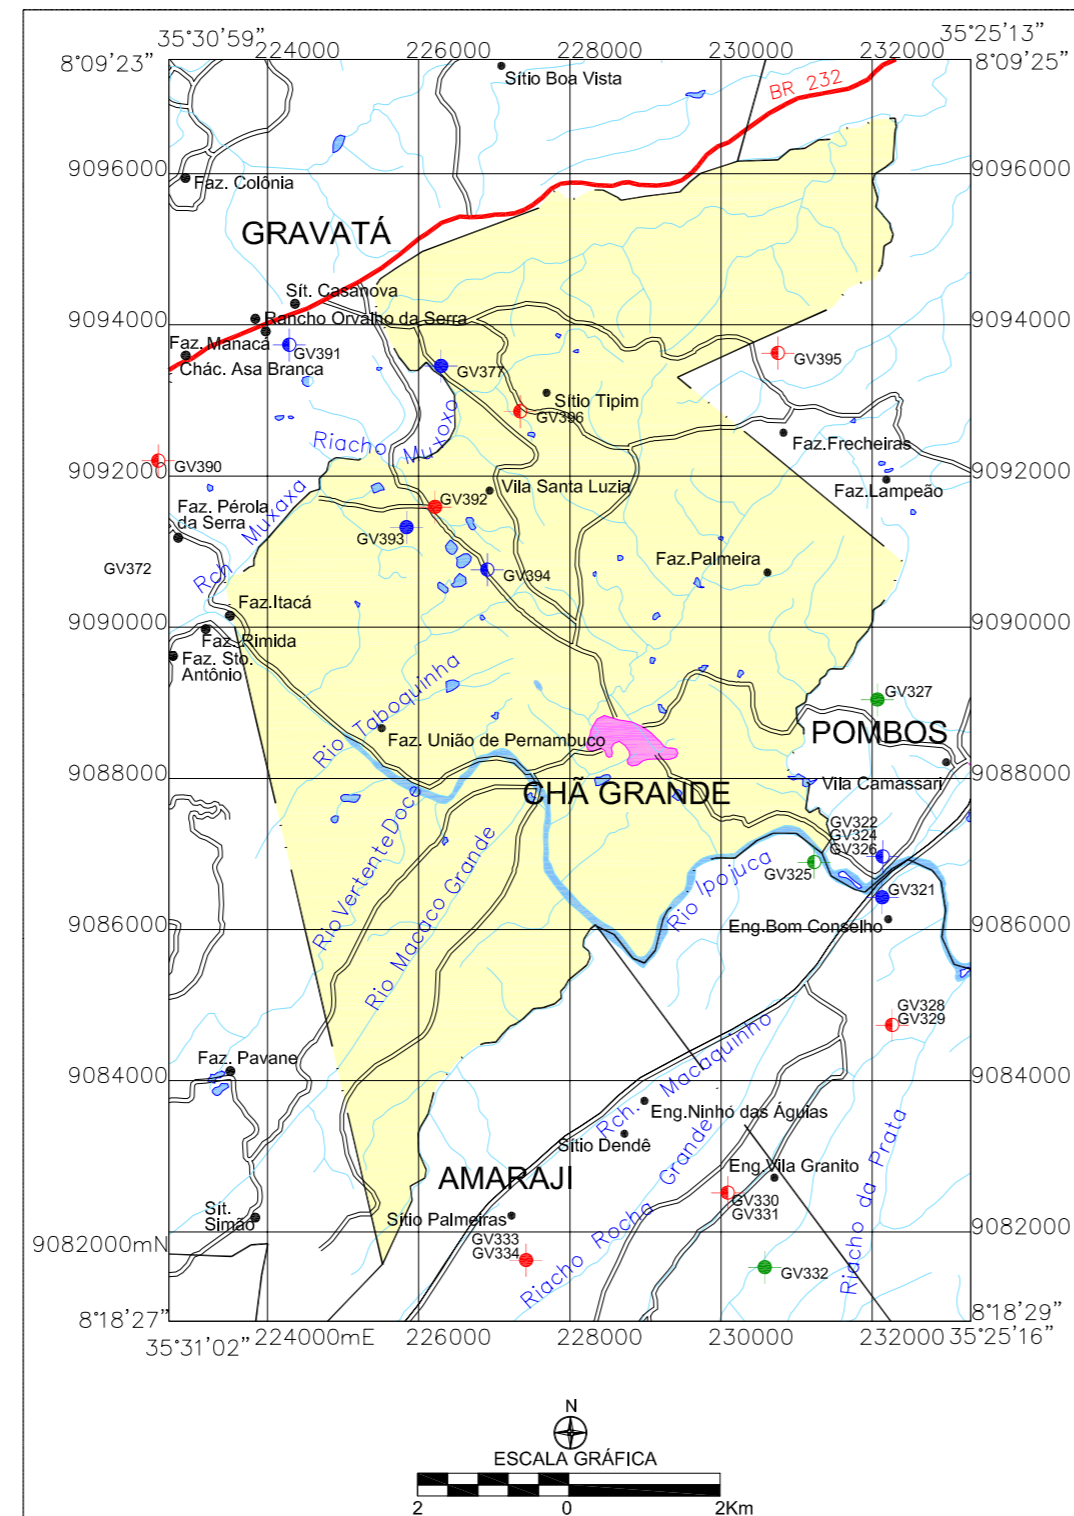 35°30'59"
35°25'13"
224000
226000
228000
230000
232000
8°09'23"
8°09'25"
Sítio Boa Vista
BR 232
9096000
9096000
Faz. Colônia
GRAVATÁ
Sít. Casanova
Rancho Orvalho da Serra
9094000
9094000
Faz. Manacá
GV391
Cháç. Asa Branca
GV377
GV395
Sítio Tipim
GV396
Riacho Muxoxo
Faz.Frecheiras
GV390
9092000
9092000
Vila Santa Luzia
Faz.Lampeão
GV392
Faz. Pérola
da Serra
Rch Muxaxa
GV393
Faz.Palmeira
GV372
GV394
Faz.Itacá
9090000
9090000
Faz. Rimida
Faz. Sto.
Antônio
Rio Taboquinha
GV327
Faz. União de Pernambuco
POMBOS
9088000
9088000
Vila Camassari
CHÃ GRANDE
GV322
GV324
GV326
RioVertenteDoce
Rio Macaco Grande
Rio Ipojuca
GV325
GV321
9086000
9086000
Eng.Bom Conselho
GV328
GV329
Faz. Pavane
9084000
9084000
Rch. Macaquinho
Eng.Ninho das Águias
Sítio Dendê
AMARAJI
Eng.Vila Granito
Riacho da Prata
Sít.
Simão
Sítio Palmeiras
GV330
GV331
9082000mN
9082000
GV333
GV334
Riacho Rocha Grande
GV332
8°18'27"
8°18'29"
224000mE
226000
228000
230000
232000
35°31'02"
35°25'16"
N
ESCALA GRÁFICA
2
0
2Km